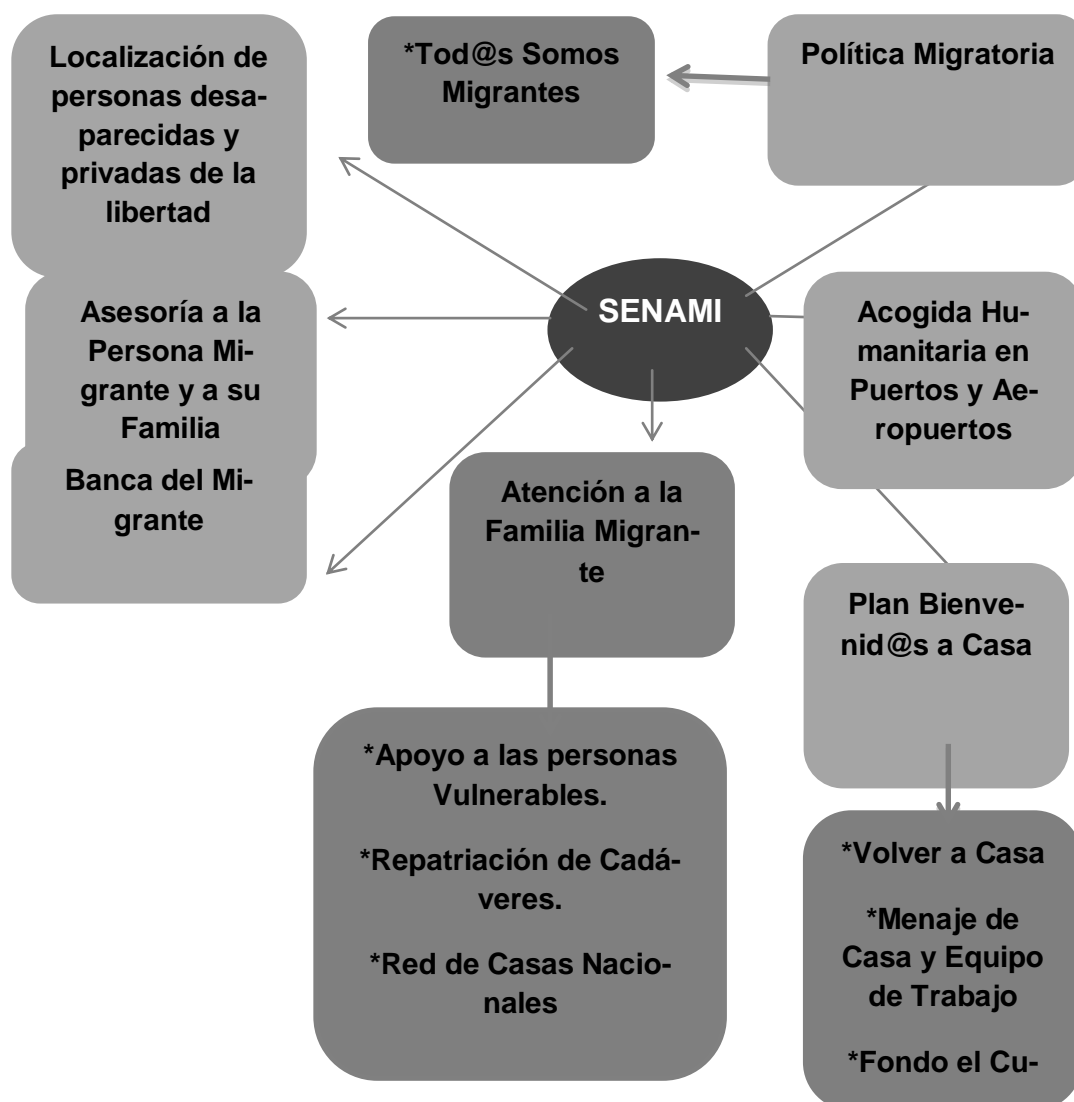 Localización de
personas desa-
parecidas y
privadas de la
libertad
*Tod@s Somos
Migrantes
Política Migratoria
SENAMI
Asesoría a la
Persona Mi-
grante y a su
Familia
Acogida Hu-
manitaria en
Puertos y Ae-
ropuertos
Banca del Mi-
grante
Atención a la
Familia Migran-
te
Plan Bienve-
nid@s a Casa
*Apoyo a las personas
Vulnerables.
*Repatriación de Cadá-
veres.
*Red de Casas Nacio-
nales
*Volver a Casa
*Menaje de
Casa y Equipo
de Trabajo
*Fondo el Cu-